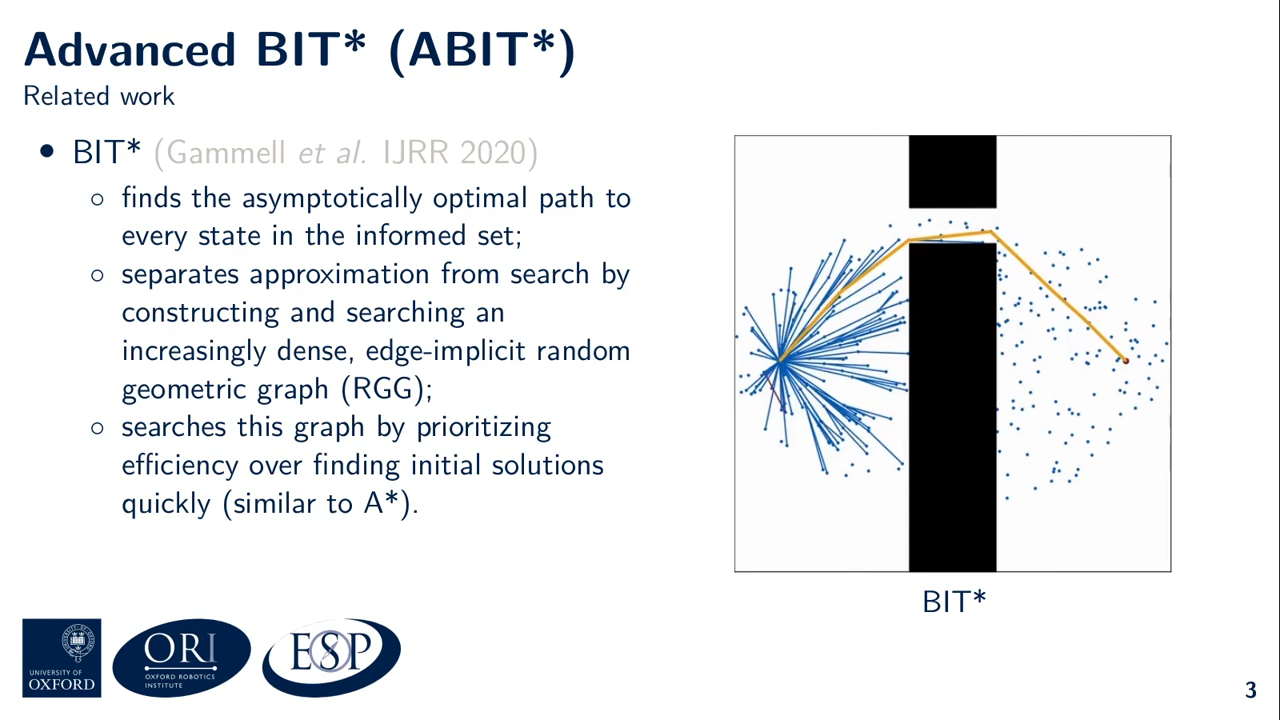 Advanced BIT* (ABIT*)
Related work
• BIT* (Gammell et al. IJRR 2020)
○ finds the asymptotically optimal path to
every state in the informed set;
○ separates approximation from search by
constructing and searching an
increasingly dense, edge-implicit random
geometric graph (RGG);
○ searches this graph by prioritizing
efficiency over finding initial solutions
quickly (similar to A*).
BIT*
UNIVERSITY OF
OXFORD
ORI
OXFORD ROBOTICS
INSTITUTE
ESP
3